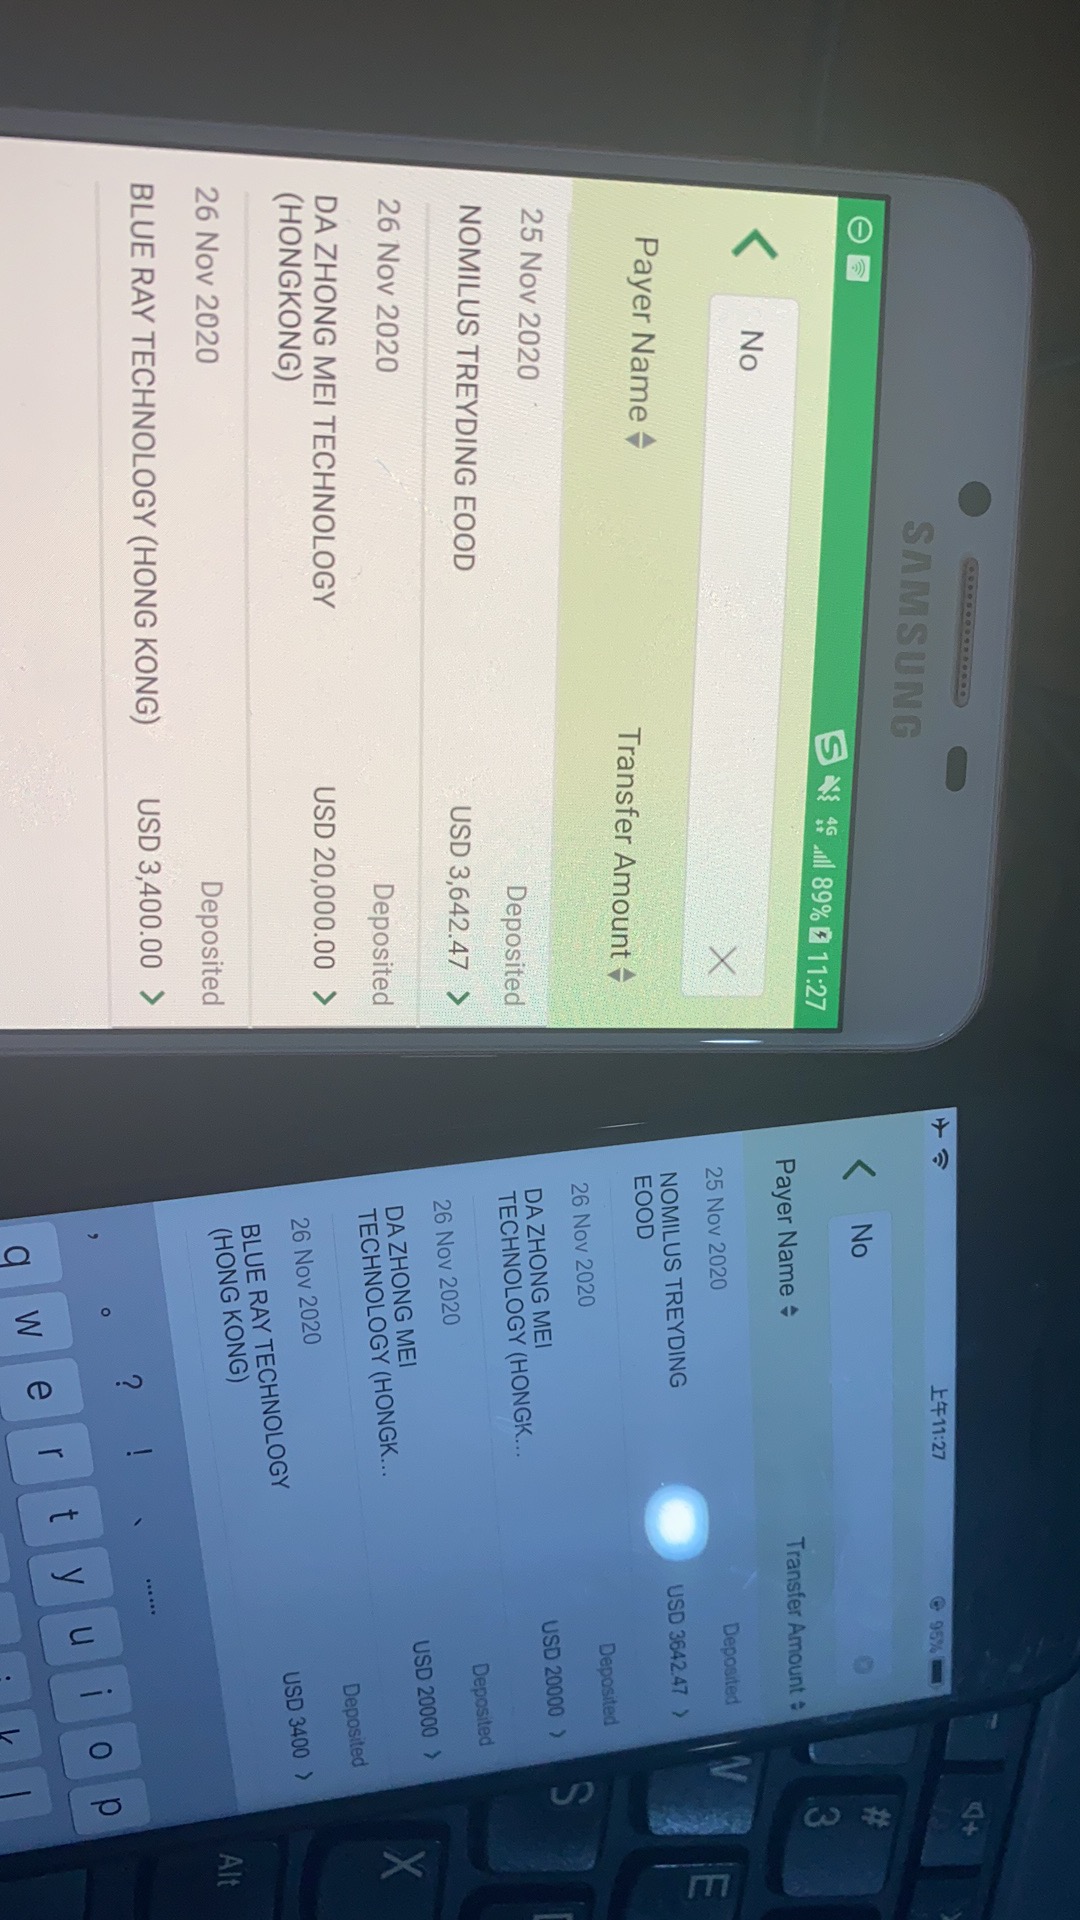 SAMSUNG
4G 89% 11:27
No
Payer Name Transfer Amount
25 Nov 2020 Deposited
NOMILUS TREYDING EOOD USD 3,642.47
26 Nov 2020 Deposited
DA ZHONG MEI TECHNOLOGY
(HONGKONG) USD 20,000.00
26 Nov 2020 Deposited
BLUE RAY TECHNOLOGY (HONG KONG) USD 3,400.00
上午11:27 95%
No
Payer Name Transfer Amount
25 Nov 2020 Deposited
NOMILUS TREYDING
EOOD USD 3642.47
26 Nov 2020 Deposited
DA ZHONG MEI
TECHNOLOGY (HONGK... USD 20000
26 Nov 2020 Deposited
DA ZHONG MEI
TECHNOLOGY (HONGK... USD 20000
26 Nov 2020 Deposited
BLUE RAY TECHNOLOGY
(HONG KONG) USD 3400
, 。 ? ! 、 ......
q w e r t y u i o p
k l
# 3
W E
S
X
Alt